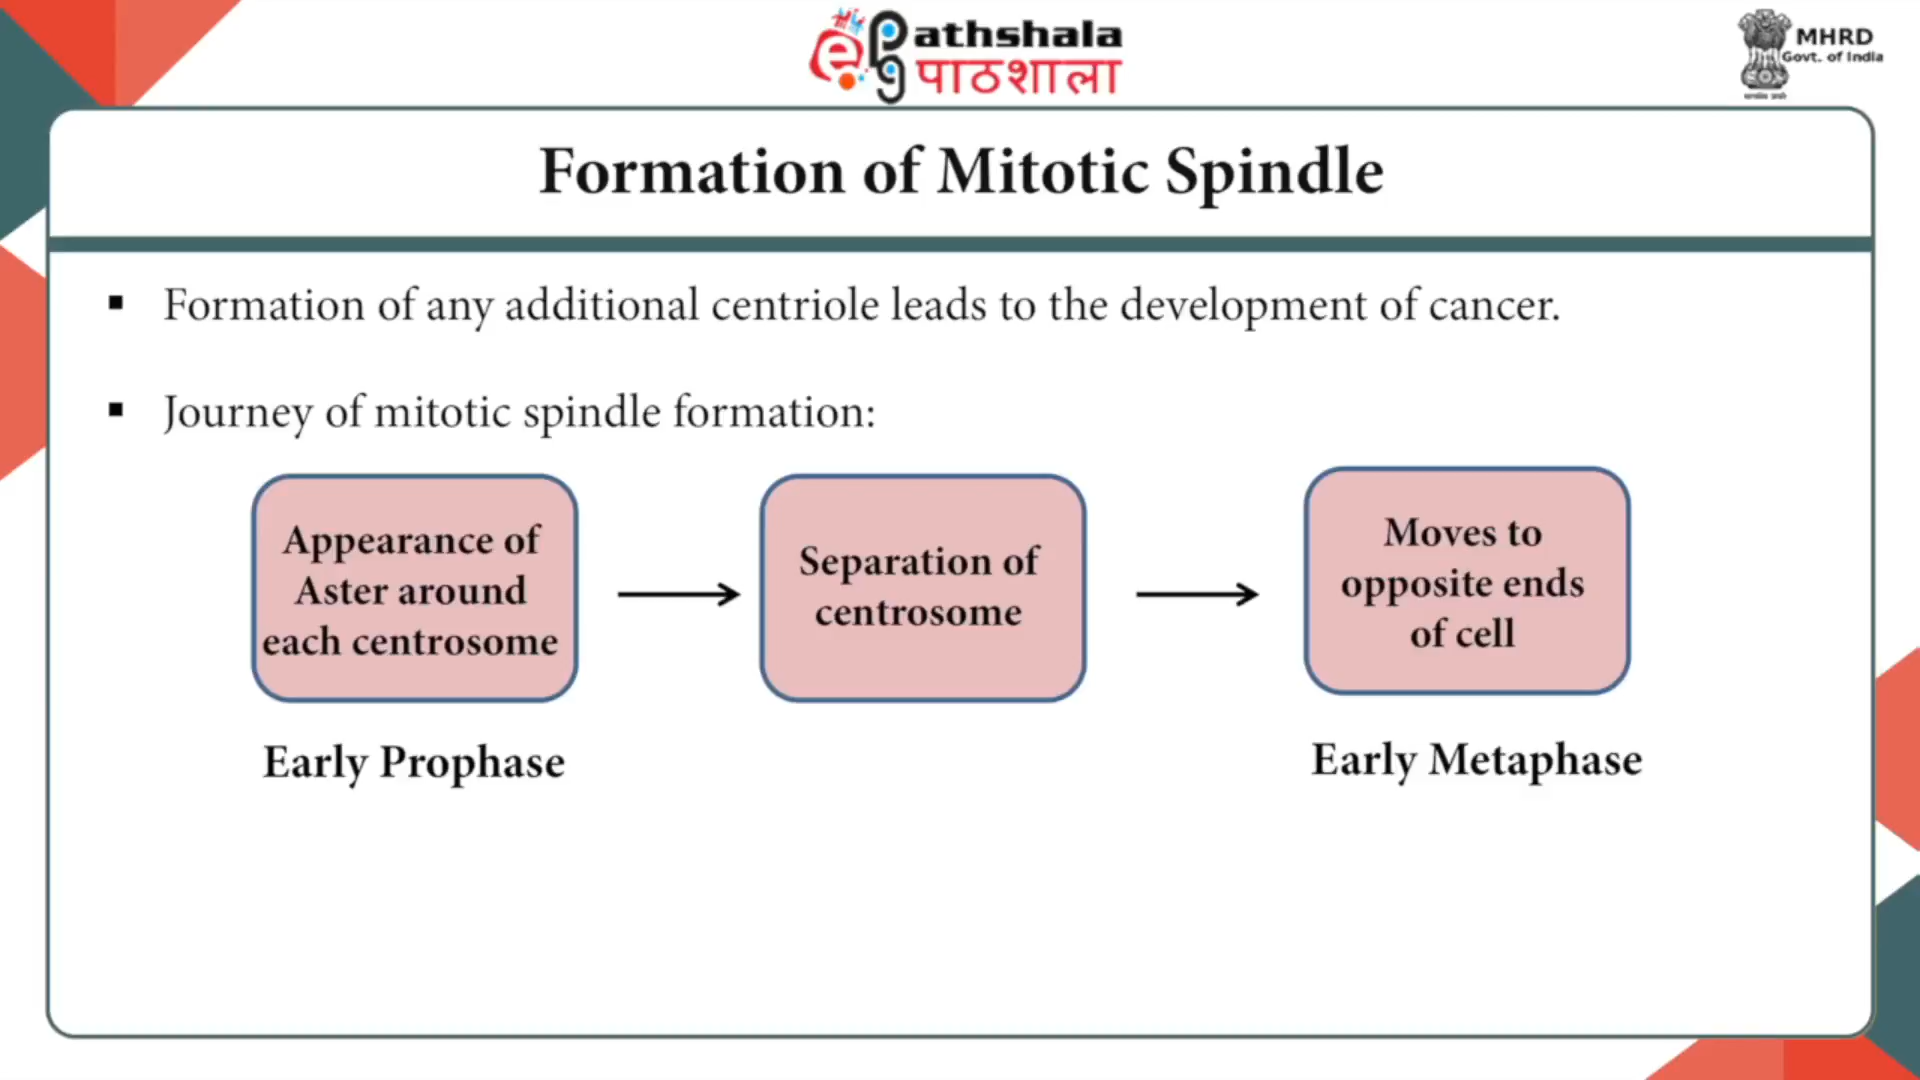 ePathshala
पाठशाला
MHRD
Govt. of India
Formation of Mitotic Spindle
Formation of any additional centriole leads to the development of cancer.
Journey of mitotic spindle formation:
Appearance of
Aster around
each centrosome
Separation of
centrosome
Moves to
opposite ends
of cell
Early Prophase
Early Metaphase